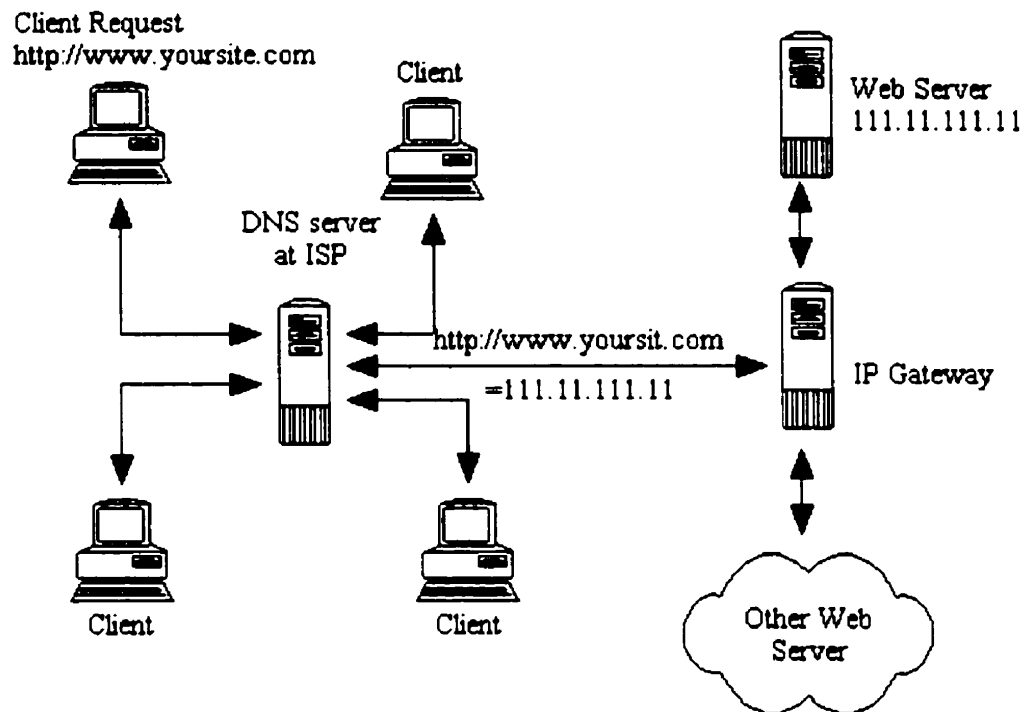 Client Request
http://www.yoursite.com
Client
Web Server
111.11.111.11
DNS server
at ISP
http://www.yoursit.com
=111.11.111.11
IP Gateway
Client
Client
Other Web
Server